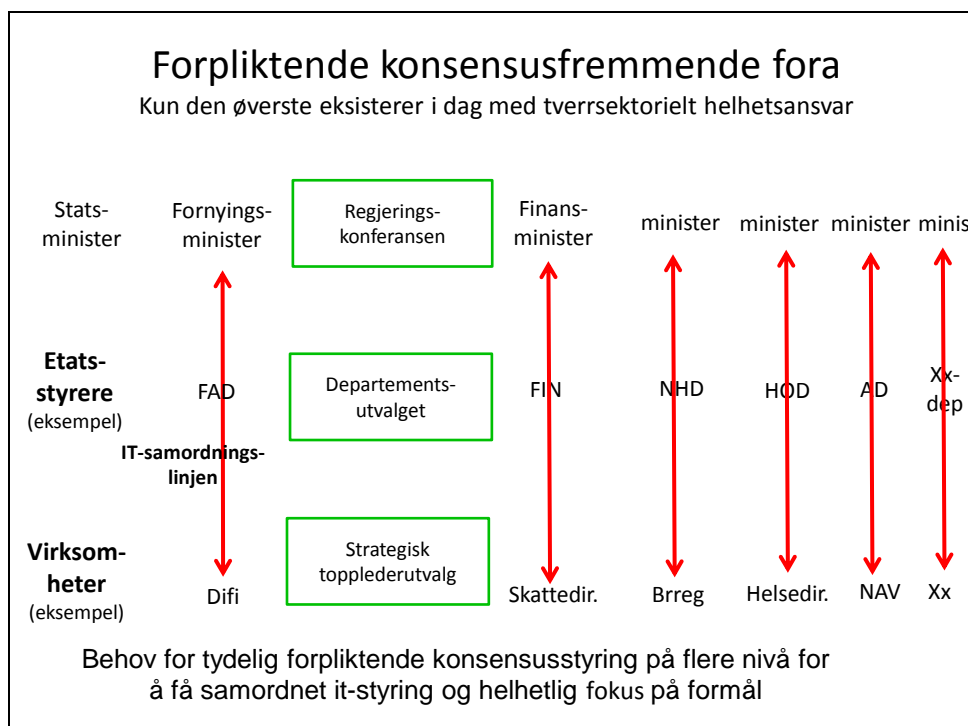 Forpliktende konsensusfremmende fora
Kun den øverste eksisterer i dag med tverrsektorielt helhetsansvar
Stats-
minister
Fornyings-
minister
Regjerings-
konferansen
Finans-
minister
minister
minister
minister
minis
Etats-
styrere
(eksempel)
FAD
Departements-
utvalget
FIN
NHD
HOD
AD
Xx-
dep
IT-samordnings-
linjen
Virksom-
heter
(eksempel)
Difi
Strategisk
topplederutvalg
Skattedir.
Brreg
Helsedir.
NAV
Xx
Behov for tydelig forpliktende konsensusstyring på flere nivå for
å få samordnet it-styring og helhetlig fokus på formål